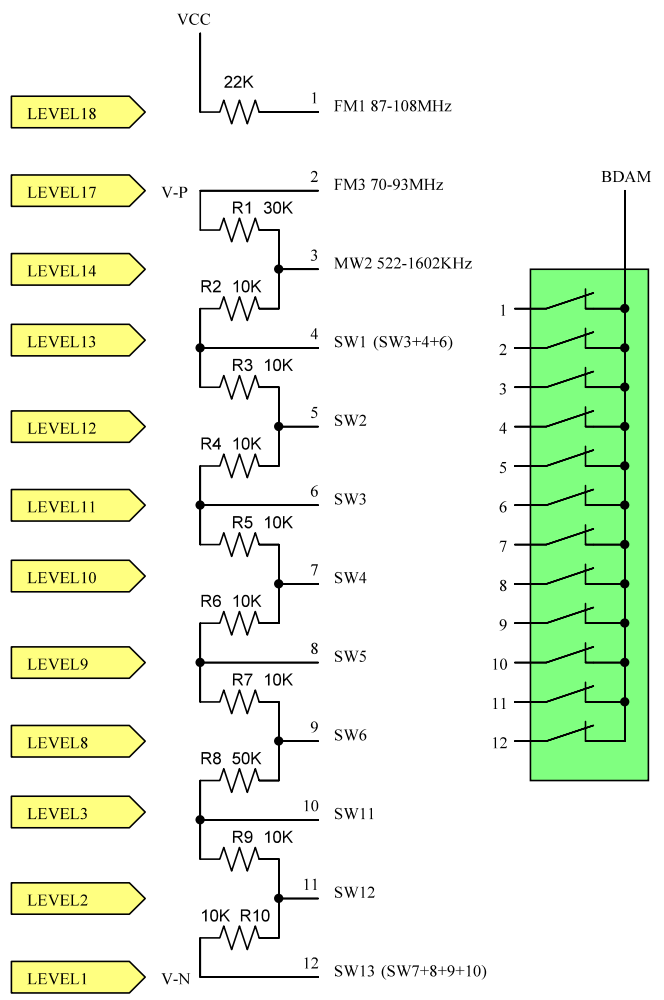 VCC
22K
1
LEVEL18
FM1 87-108MHz
2
LEVEL17
V-P
FM3 70-93MHz
BDAM
R1 30K
3
LEVEL14
MW2 522-1602KHz
R2 10K
1
4
LEVEL13
SW1 (SW3+4+6)
2
R3 10K
3
5
LEVEL12
SW2
4
R4 10K
5
6
LEVEL11
SW3
6
R5 10K
7
7
LEVEL10
SW4
8
R6 10K
9
8
LEVEL9
SW5
10
R7 10K
11
9
LEVEL8
SW6
12
R8 50K
10
LEVEL3
SW11
R9 10K
11
LEVEL2
SW12
10K R10
12
LEVEL1
V-N
SW13 (SW7+8+9+10)